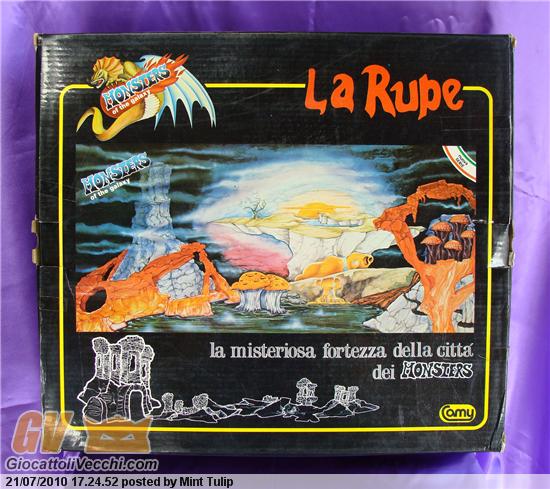 MONSTERS
of the galaxy
La Rupe
MONSTERS
of the galaxy
la misteriosa fortezza della città
dei MONSTERS
Camy
GV
GiocattoliVecchi.com
21/07/2010 17.24.52 posted by Mint Tulip